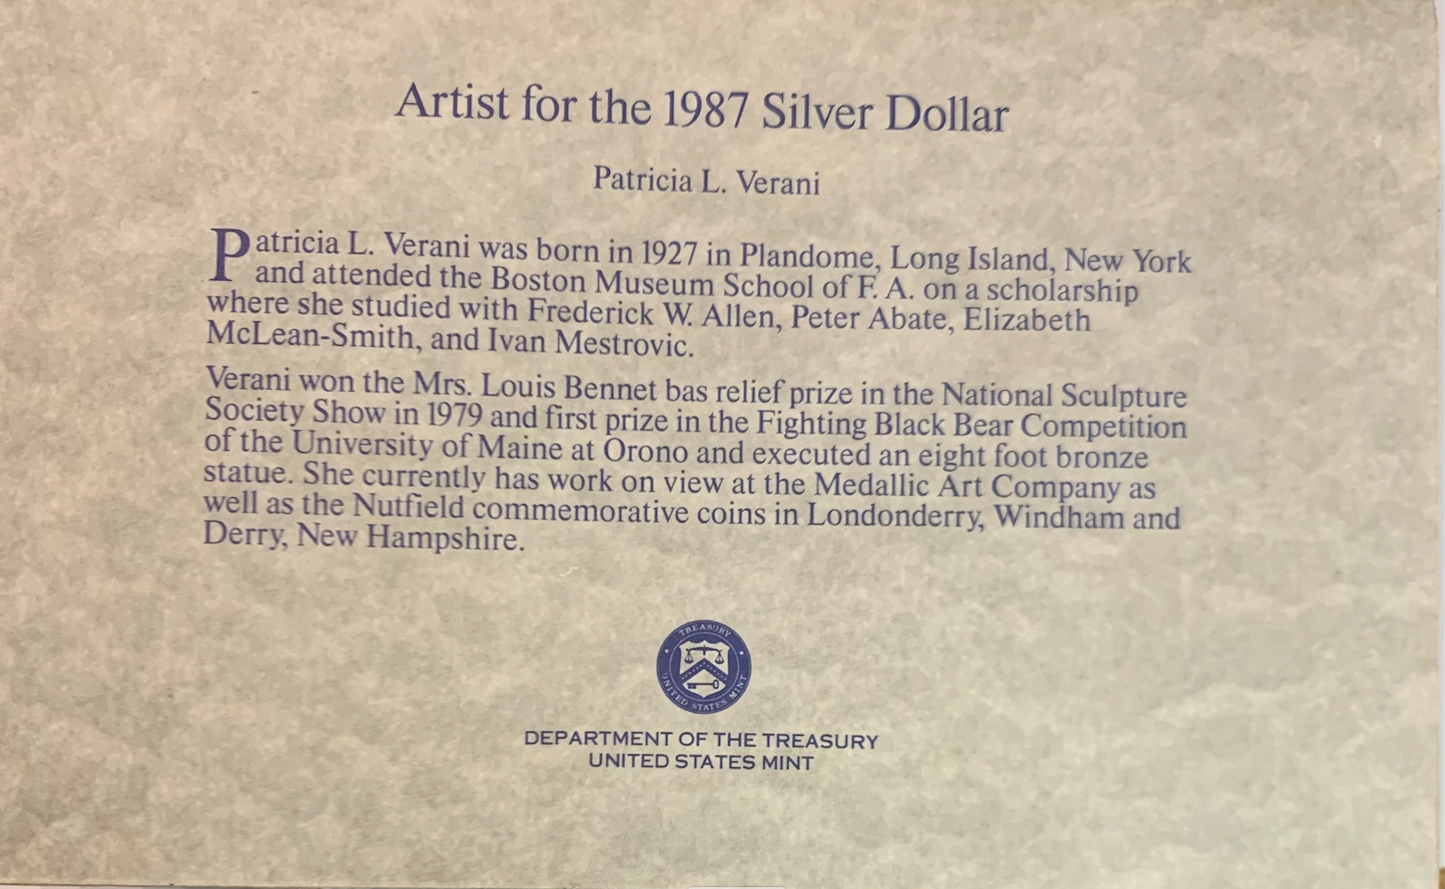 Artist for the 1987 Silver Dollar
Patricia L. Verani
Patricia L. Verani was born in 1927 in Plandome, Long Island, New York
and attended the Boston Museum School of F. A. on a scholarship
where she studied with Frederick W. Allen, Peter Abate, Elizabeth
McLean-Smith, and Ivan Mestrovic.
Verani won the Mrs. Louis Bennet bas relief prize in the National Sculpture
Society Show in 1979 and first prize in the Fighting Black Bear Competition
of the University of Maine at Orono and executed an eight foot bronze
statue. She currently has work on view at the Medallic Art Company as
well as the Nutfield commemorative coins in Londonderry, Windham and
Derry, New Hampshire.
TREASURY
UNITED STATES MINT
DEPARTMENT OF THE TREASURY
UNITED STATES MINT